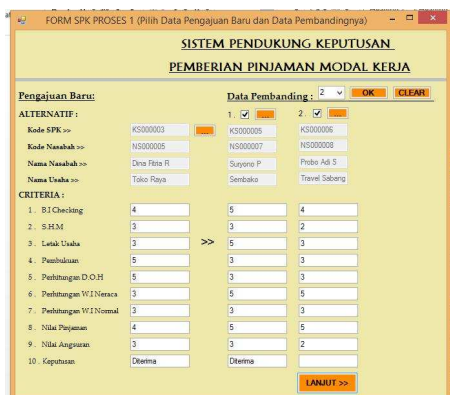 FORM SPK PROSES 1 (Pilih Data Pengajuan Baru dan Data Pembandingnya)
SISTEM PENDUKUNG KEPUTUSAN
PEMBERIAN PINJAMAN MODAL KERJA
Pengajuan Baru: Data Pembanding : 2 OK CLEAR
ALTERNATIF : 1. ... 2. ...
Kode SPK >> KS000003 ... KS000005 KS000006
Kode Nasabah >> NS000005 NS000007 NS000008
Nama Nasabah >> Dina Fitria R Suryono P Probo Adi S
Nama Usaha >> Toko Raya Sembako Travel Sabang
CRITERIA :
1 . B.I Checking 4 5 4
2 . S.H.M 3 3 2
3 . Letak Usaha 3 >> 5 3
4 . Pembukuan 5 3 3
5 . Perhitungan D.O.H 5 3 3
6 . Perhitungan W.I Neraca 3 5 5
7 . Perhitungan W.I Normal 3 3 3
8 . Nilai Pinjaman 4 5 5
9 . Nilai Angsuran 3 3 2
10 . Keputusan Diterima Diterima
LANJUT >>